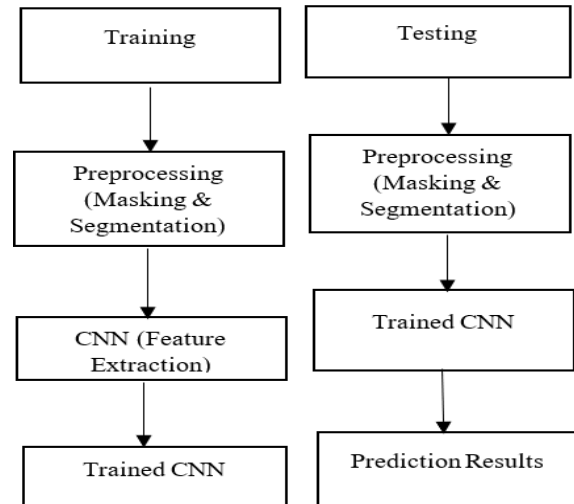 Training
Preprocessing
(Masking &
Segmentation)
CNN (Feature
Extraction)
Trained CNN
Testing
Preprocessing
(Masking &
Segmentation)
Trained CNN
Prediction Results